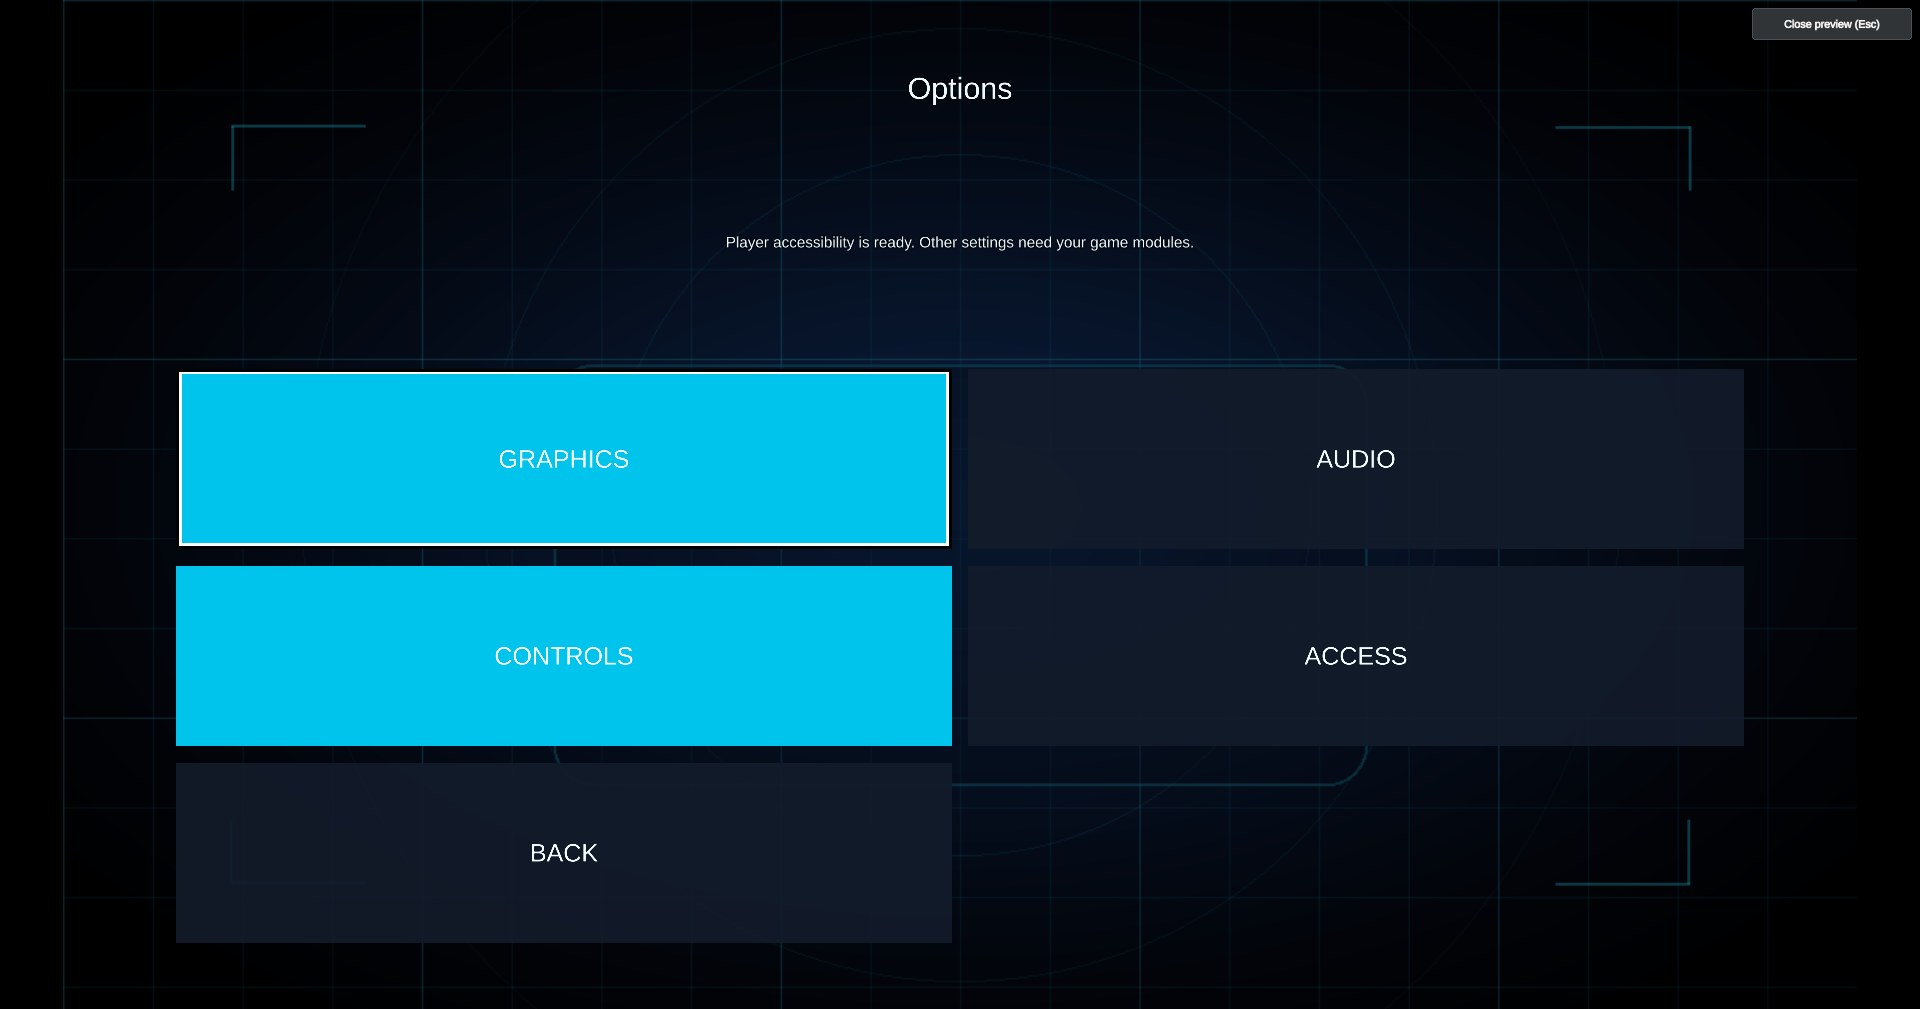 Close preview (Esc)
Options
Player accessibility is ready. Other settings need your game modules.
GRAPHICS
AUDIO
CONTROLS
ACCESS
BACK